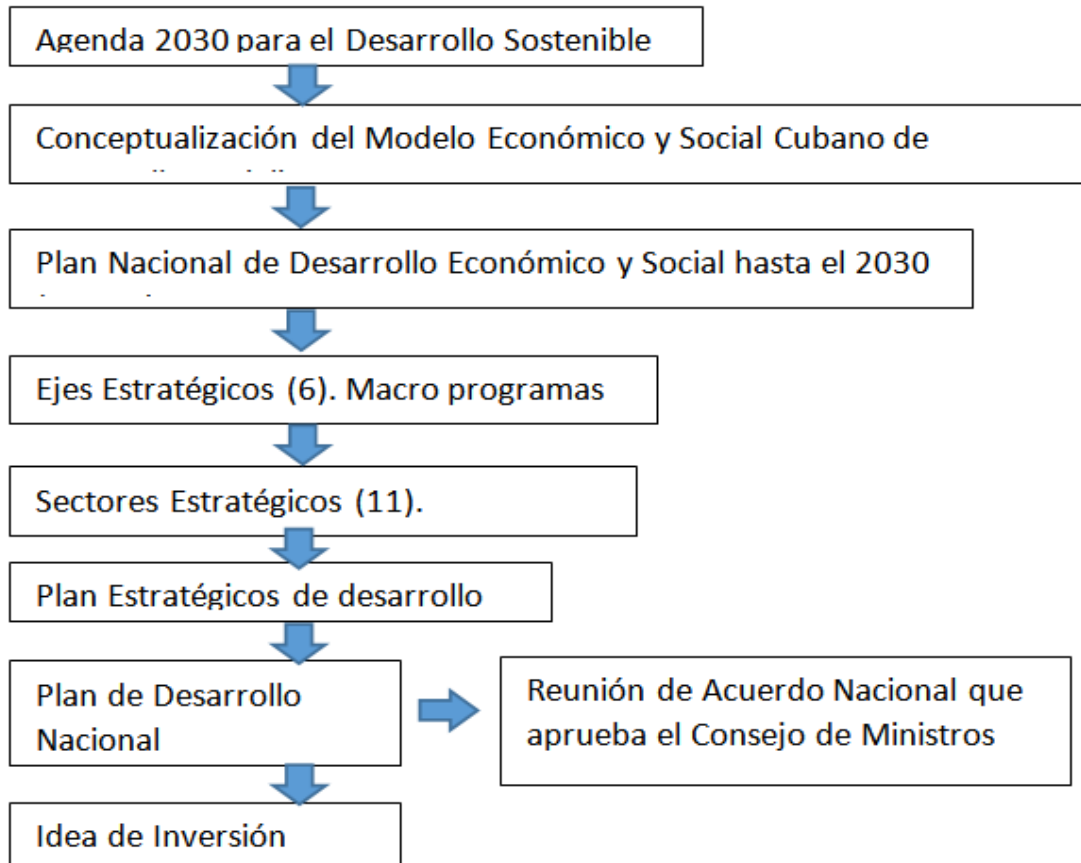 Agenda 2030 para el Desarrollo Sostenible
Conceptualización del Modelo Económico y Social Cubano de
Plan Nacional de Desarrollo Económico y Social hasta el 2030
Ejes Estratégicos (6). Macro programas
Sectores Estratégicos (11).
Plan Estratégicos de desarrollo
Plan de Desarrollo
Nacional
Reunión de Acuerdo Nacional que
aprueba el Consejo de Ministros
Idea de Inversión